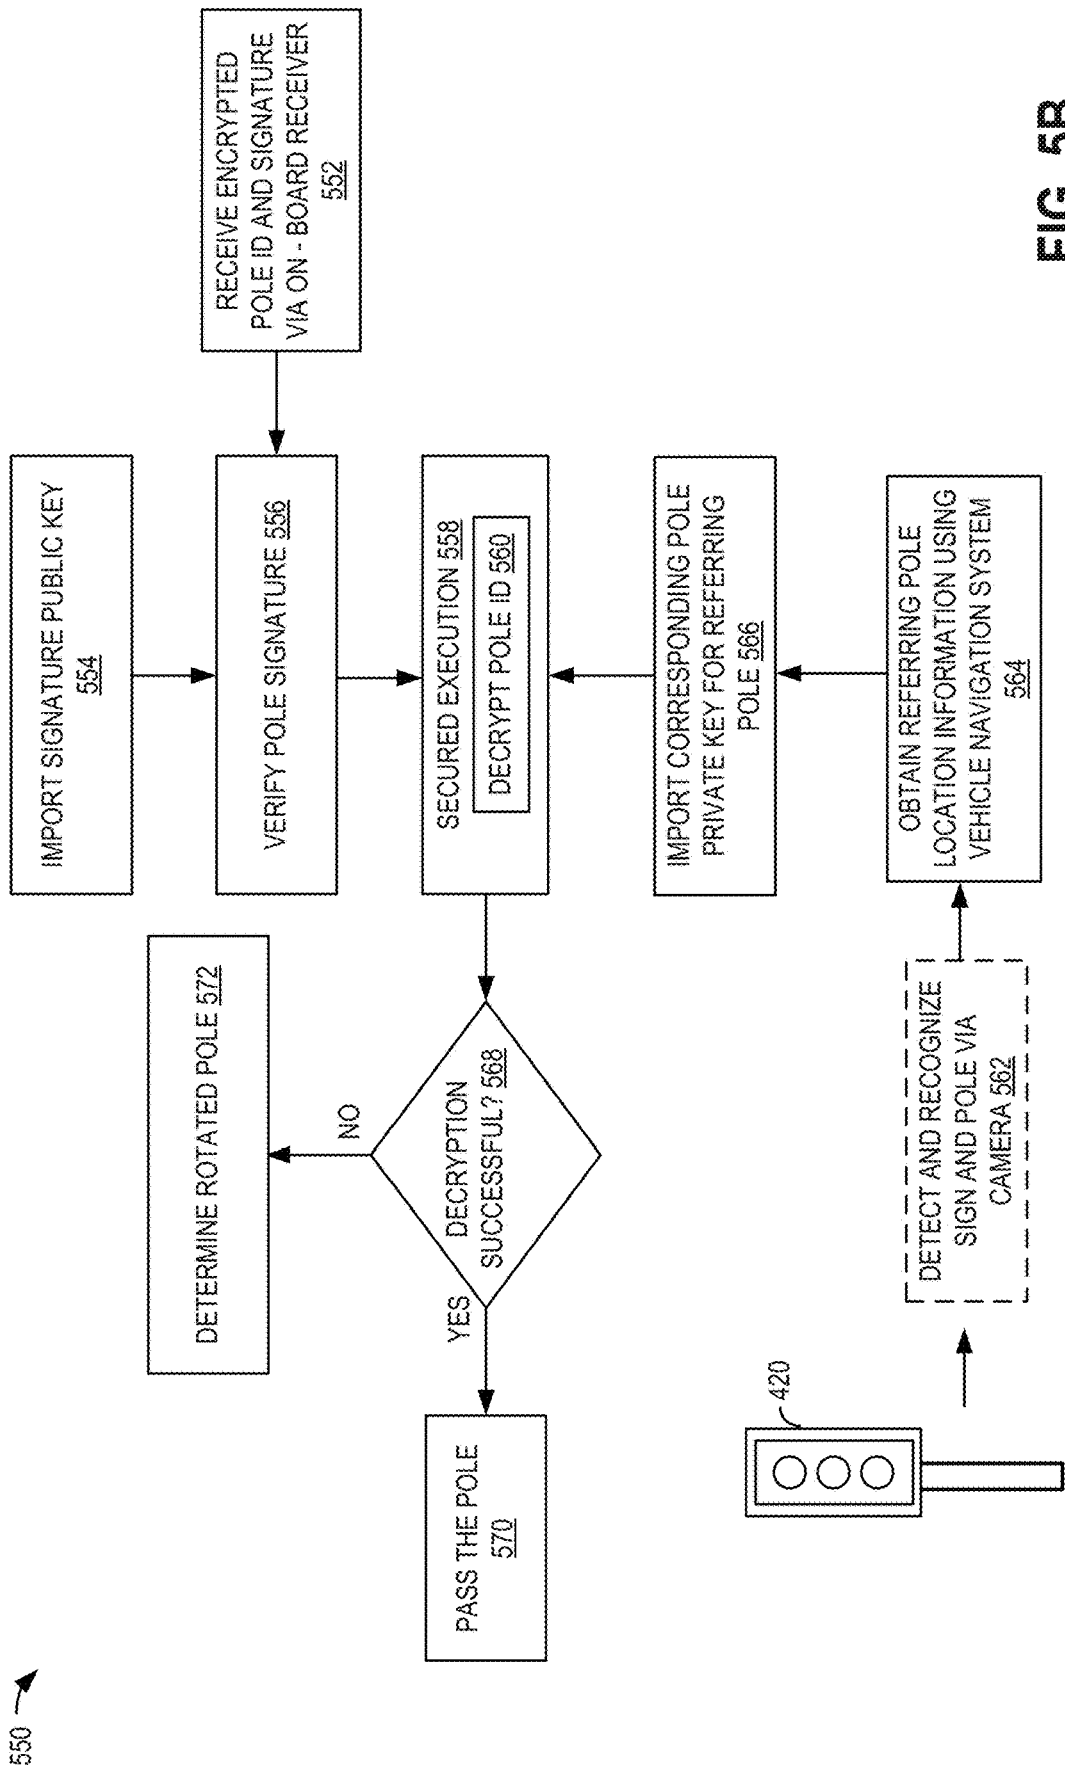 550
IMPORT SIGNATURE PUBLIC KEY
554
RECEIVE ENCRYPTED
POLE ID AND SIGNATURE
VIA ON - BOARD RECEIVER
552
VERIFY POLE SIGNATURE 556
SECURED EXECUTION 558
DECRYPT POLE ID 560
DETERMINE ROTATED POLE 572
NO
DECRYPTION
SUCCESSFUL? 568
YES
PASS THE POLE
570
IMPORT CORRESPONDING POLE
PRIVATE KEY FOR REFERRING
POLE 566
OBTAIN REFERRING POLE
LOCATION INFORMATION USING
VEHICLE NAVIGATION SYSTEM
564
DETECT AND RECOGNIZE
SIGN AND POLE VIA
CAMERA 562
420
FIG. 5B